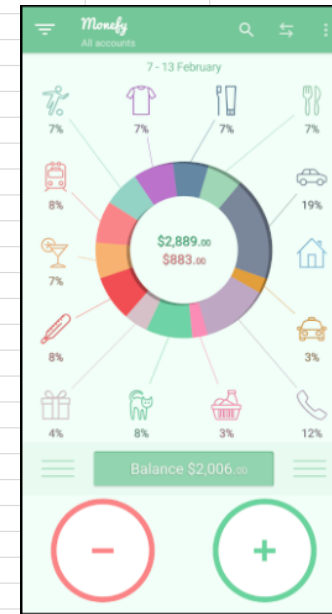 Monefy
All accounts
7 - 13 February
7% 7% 7% 7%
8% 19%
$2,889.00
$883.00
7%
8% 3%
4% 8% 3% 12%
Balance $2,006.00